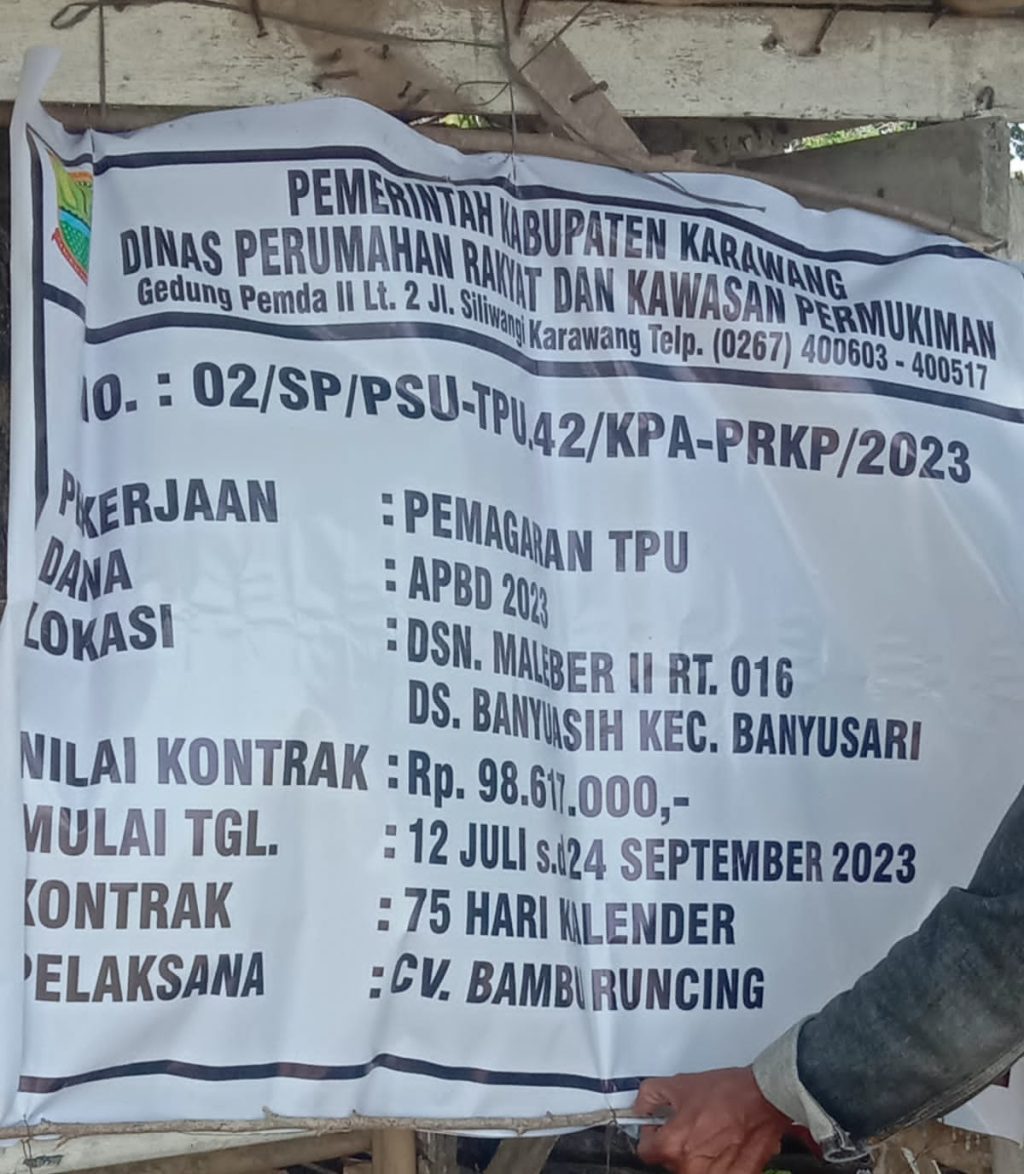 PEMERINTAH KABUPATEN KARAWANG
DINAS PERUMAHAN RAKYAT DAN KAWASAN PERMUKIMAN
Gedung Pemda II Lt. 2 Jl. Siliwangi Karawang Telp. (0267) 400603 - 400517
No. : 02/SP/PSU-TPU.42/KPA-PRKP/2023
PEKERJAAN : PEMAGARAN TPU
DANA : APBD 2023
LOKASI : DSN. MALEBER II RT. 016
DS. BANYUASIH KEC. BANYUSARI
NILAI KONTRAK : Rp. 98.617.000,-
MULAI TGL. : 12 JULI s.d 24 SEPTEMBER 2023
KONTRAK : 75 HARI KALENDER
PELAKSANA : CV. BAMBU RUNCING